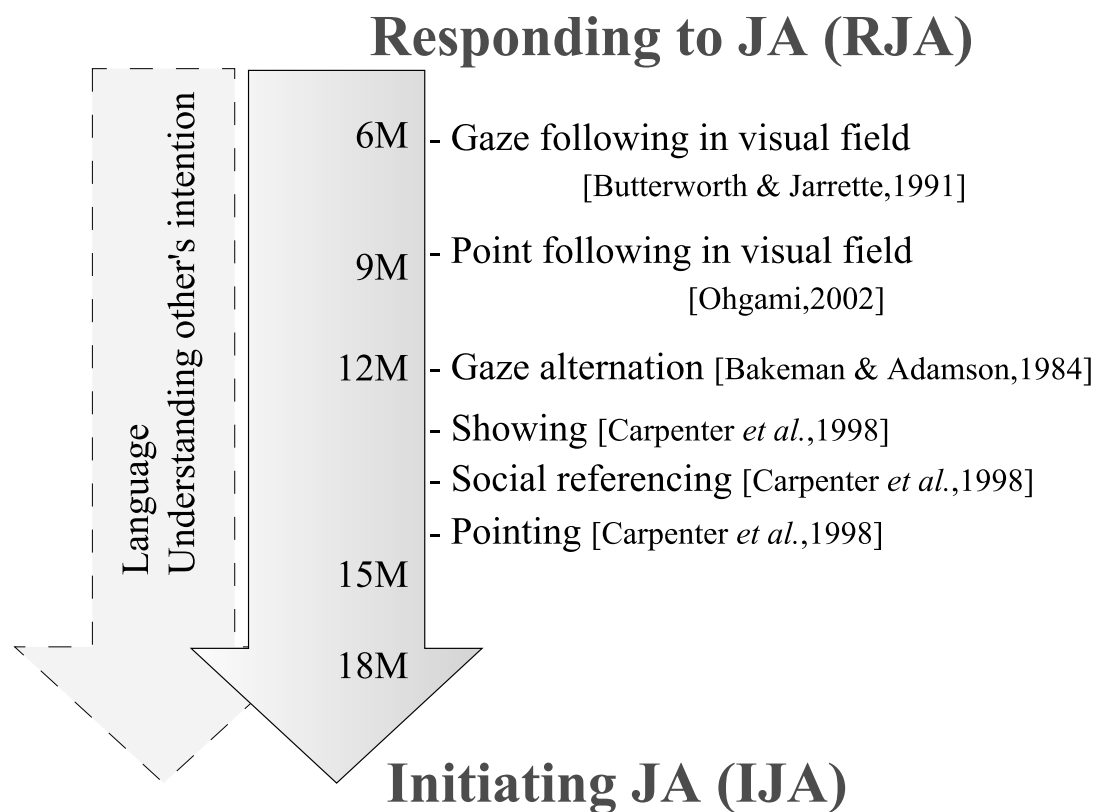 Responding to JA (RJA)
6M - Gaze following in visual field
[Butterworth & Jarrette,1991]
9M - Point following in visual field
[Ohgami,2002]
12M - Gaze alternation [Bakeman & Adamson,1984]
- Showing [Carpenter et al.,1998]
- Social referencing [Carpenter et al.,1998]
- Pointing [Carpenter et al.,1998]
15M
18M
Language
Understanding other's intention
Initiating JA (IJA)